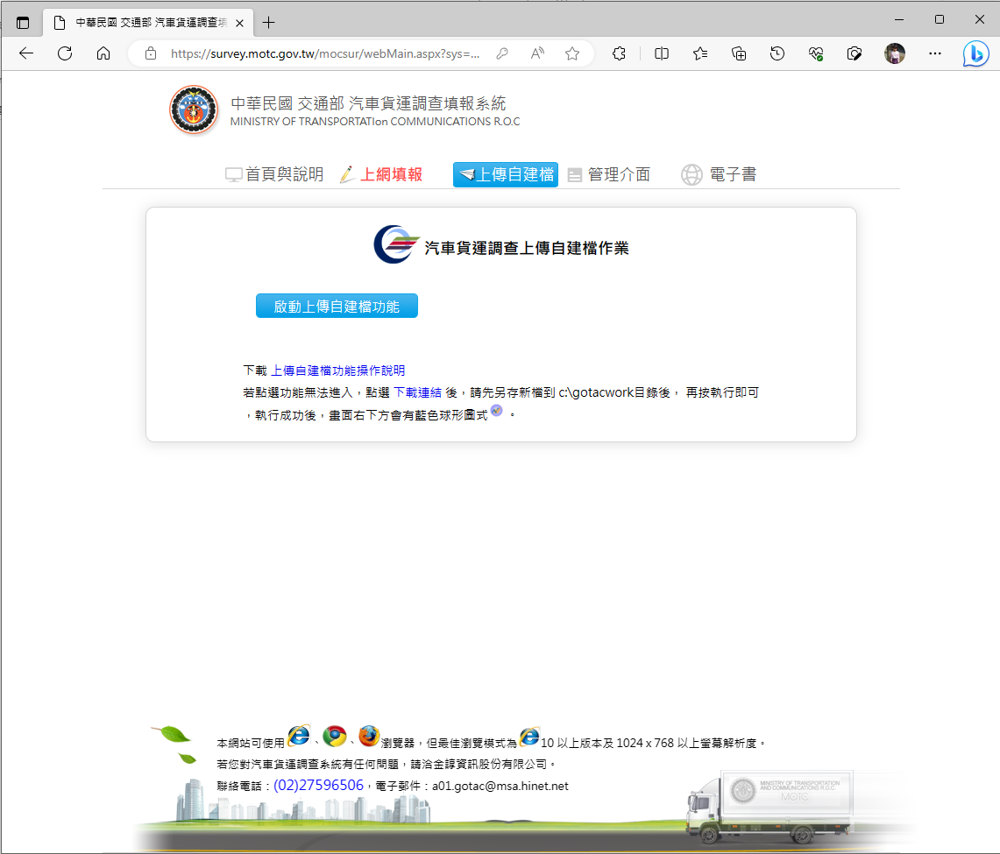 中華民國 交通部 汽車貨運調查填
https://survey.motc.gov.tw/mocsur/webMain.aspx?sys=...
中華民國 交通部 汽車貨運調查填報系統
MINISTRY OF TRANSPORTATIon COMMUNICATIONS R.O.C
首頁與說明 上網填報 上傳自建檔 管理介面 電子書
汽車貨運調查上傳自建檔作業
啟動上傳自建檔功能
下載 上傳自建檔功能操作說明
若點選功能無法進入，點選 下載連結 後，請先另存新檔到 c:\gotacwork目錄後， 再按執行即可
，執行成功後，畫面右下方會有藍色球形圖式 。
本網站可使用 、 、 瀏覽器，但最佳瀏覽模式為 10 以上版本及 1024 x 768 以上螢幕解析度。
若您對汽車貨運調查系統有任何問題，請洽金諄資訊股份有限公司。
聯絡電話：(02)27596506，電子郵件：a01.gotac@msa.hinet.net
MINISTRY OF TRANSPORTATION
AND COMMUNICATIONS R.O.C.
MOTC